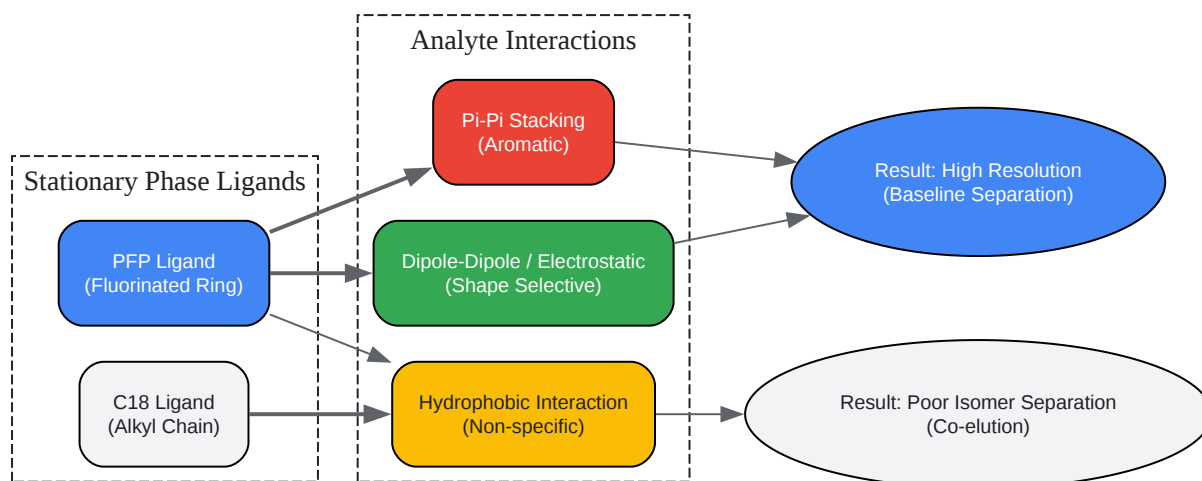 Analyte Interactions
Stationary Phase Ligands
Pi-Pi Stacking
(Aromatic)
Result: High Resolution
(Baseline Separation)
PFP Ligand
(Fluorinated Ring)
Dipole-Dipole / Electrostatic
(Shape Selective)
C18 Ligand
(Alkyl Chain)
Hydrophobic Interaction
(Non-specific)
Result: Poor Isomer Separation
(Co-elution)